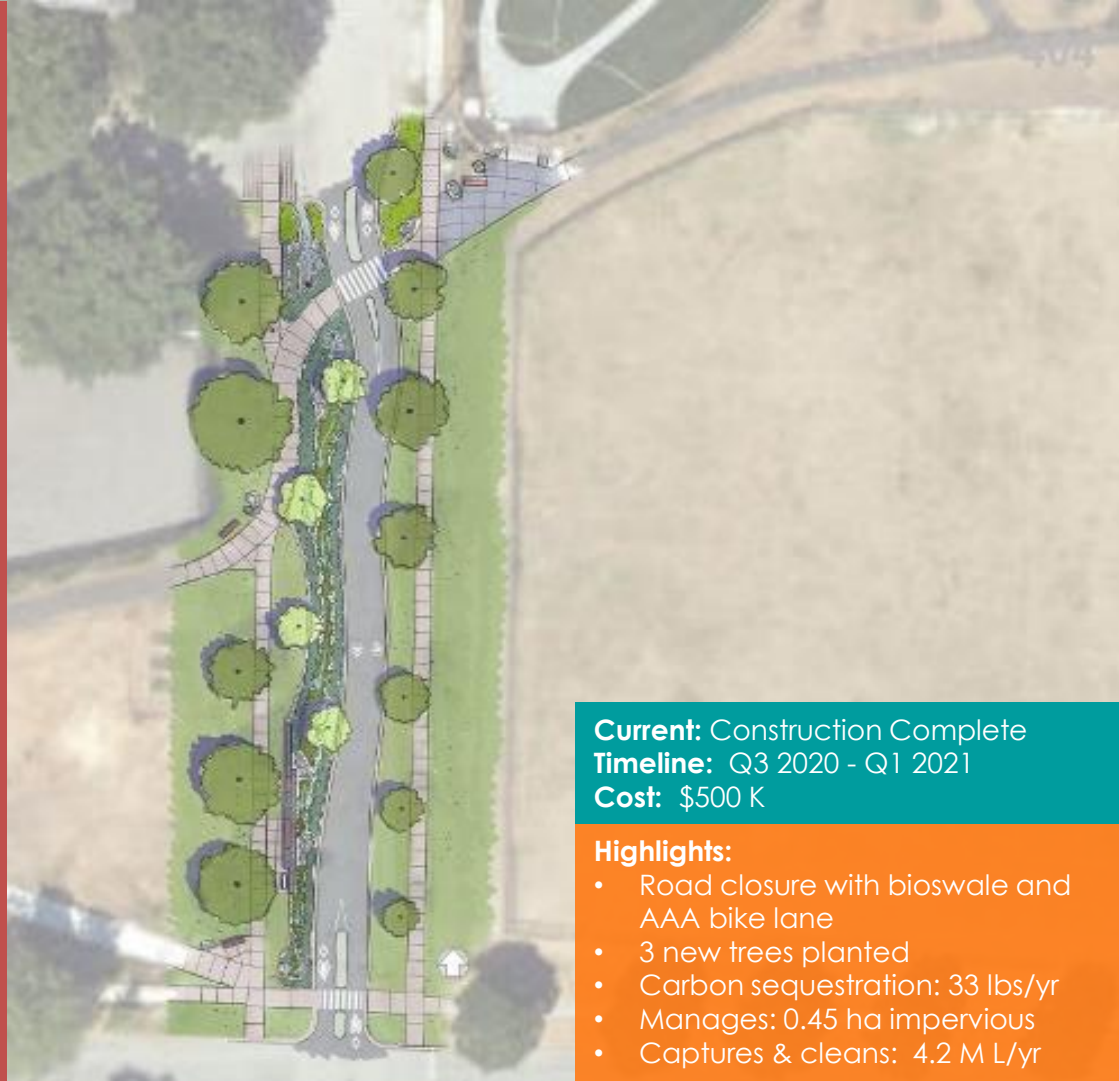 404
Current: Construction Complete
Timeline: Q3 2020 - Q1 2021
Cost: $500 K
Highlights:
• Road closure with bioswale and
AAA bike lane
• 3 new trees planted
• Carbon sequestration: 33 lbs/yr
• Manages: 0.45 ha impervious
• Captures & cleans: 4.2 M L/yr